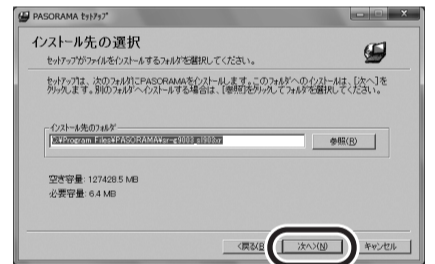 PASORAMA ｾｯﾄｱｯﾌﾟ
インストール先の選択
ｾｯﾄｱｯﾌﾟがﾌｧｲﾙをｲﾝｽﾄｰﾙするﾌｫﾙﾀﾞを選択してください。
ｾｯﾄｱｯﾌﾟは、次のﾌｫﾙﾀﾞにPASORAMAをｲﾝｽﾄｰﾙします。このﾌｫﾙﾀﾞへのｲﾝｽﾄｰﾙは、[次へ]を
ｸﾘｯｸします。別のﾌｫﾙﾀﾞへｲﾝｽﾄｰﾙする場合は、[参照]をｸﾘｯｸしてﾌｫﾙﾀﾞを選択してください。
ｲﾝｽﾄｰﾙ先のﾌｫﾙﾀﾞ
C:¥Program Files¥PASORAMA¥
参照(R)
空き容量: 127428.5 MB
必要容量: 6.4 MB
<戻る(B)
次へ>(N)
キャンセル